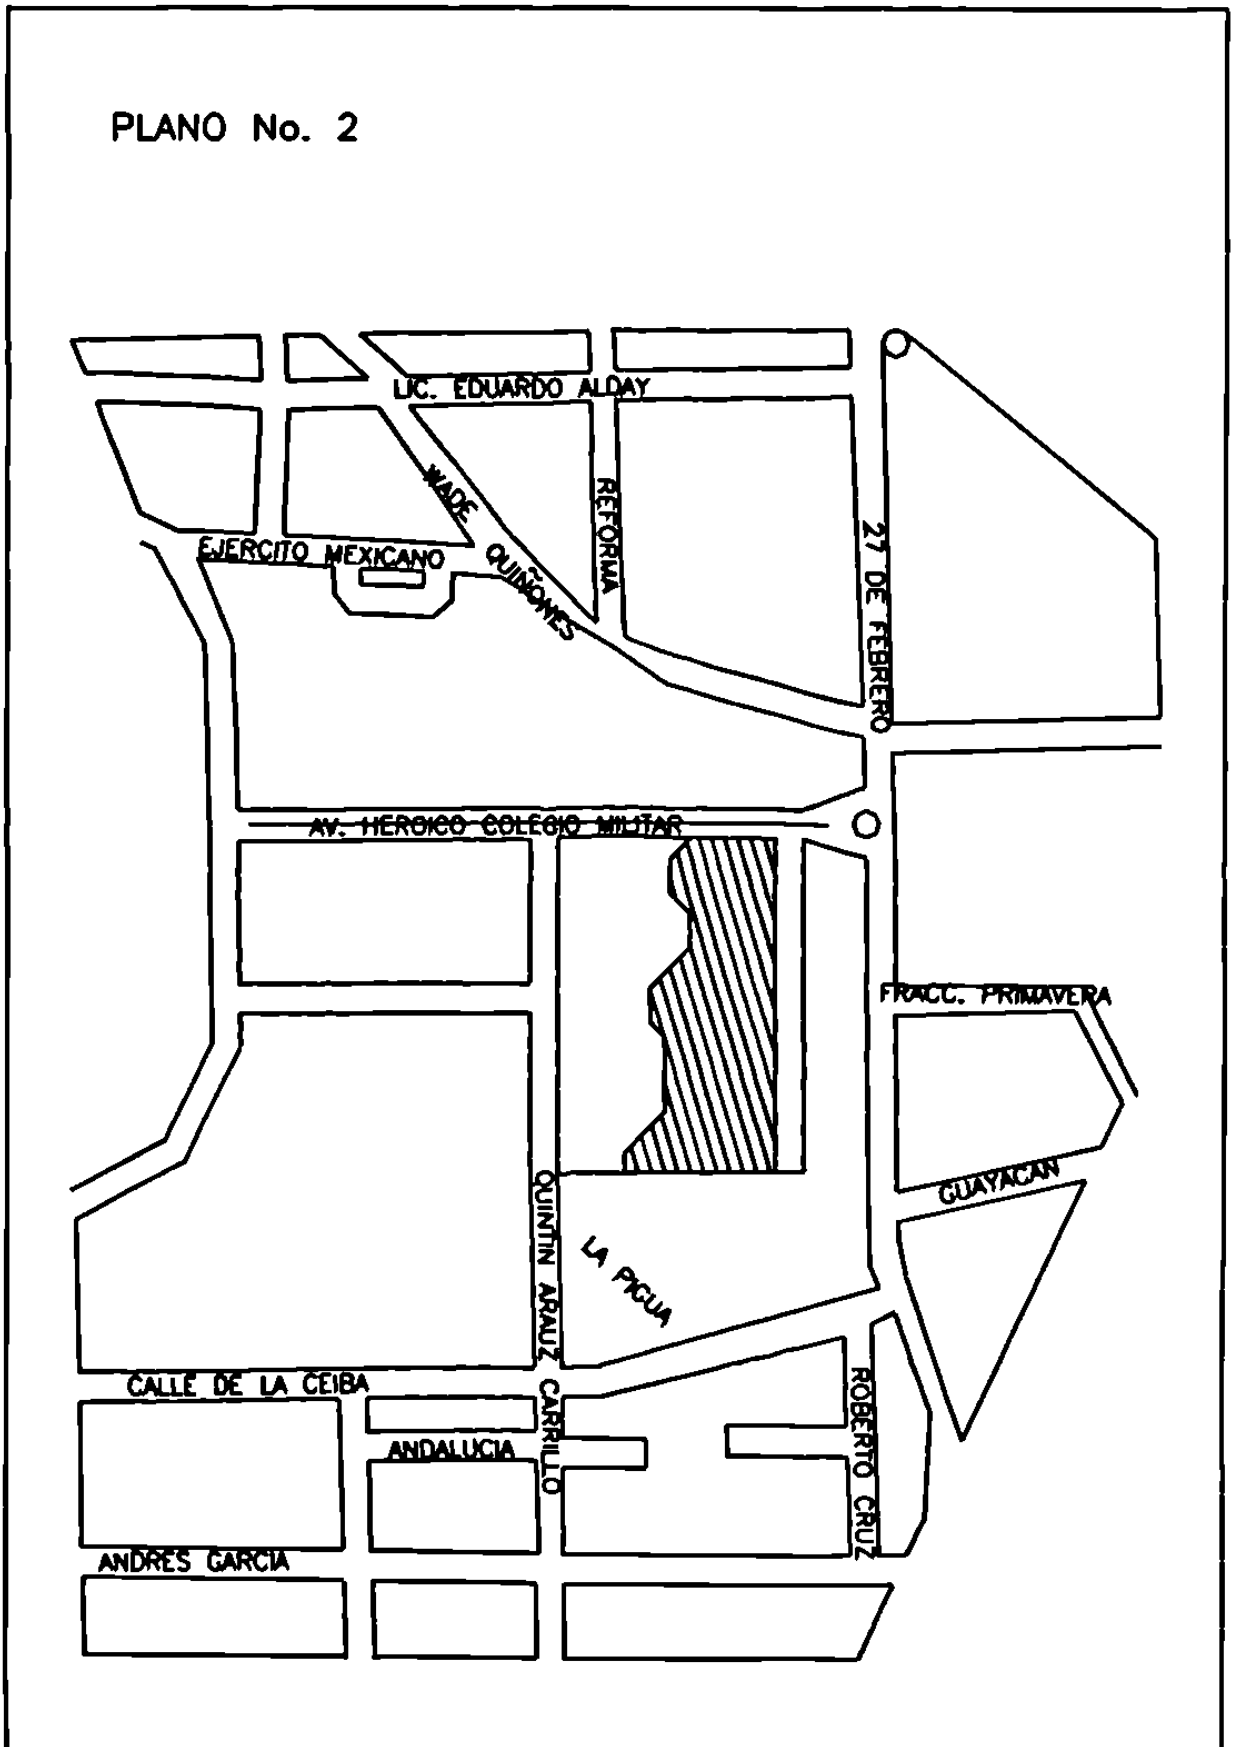 PLANO No. 2
LIC. EDUARDO ALDAY
WADE QUIÑONES
REFORMA
27 DE FEBRERO
EJERCITO MEXICANO
AV. HEROICO COLEGIO MILITAR
FRACC. PRIMAVERA
GUAYACAN
QUINTIN ARAUZ CARRILLO
LA PIGUA
CALLE DE LA CEIBA
ROBERTO CRUZ
ANDALUCIA
ANDRES GARCIA